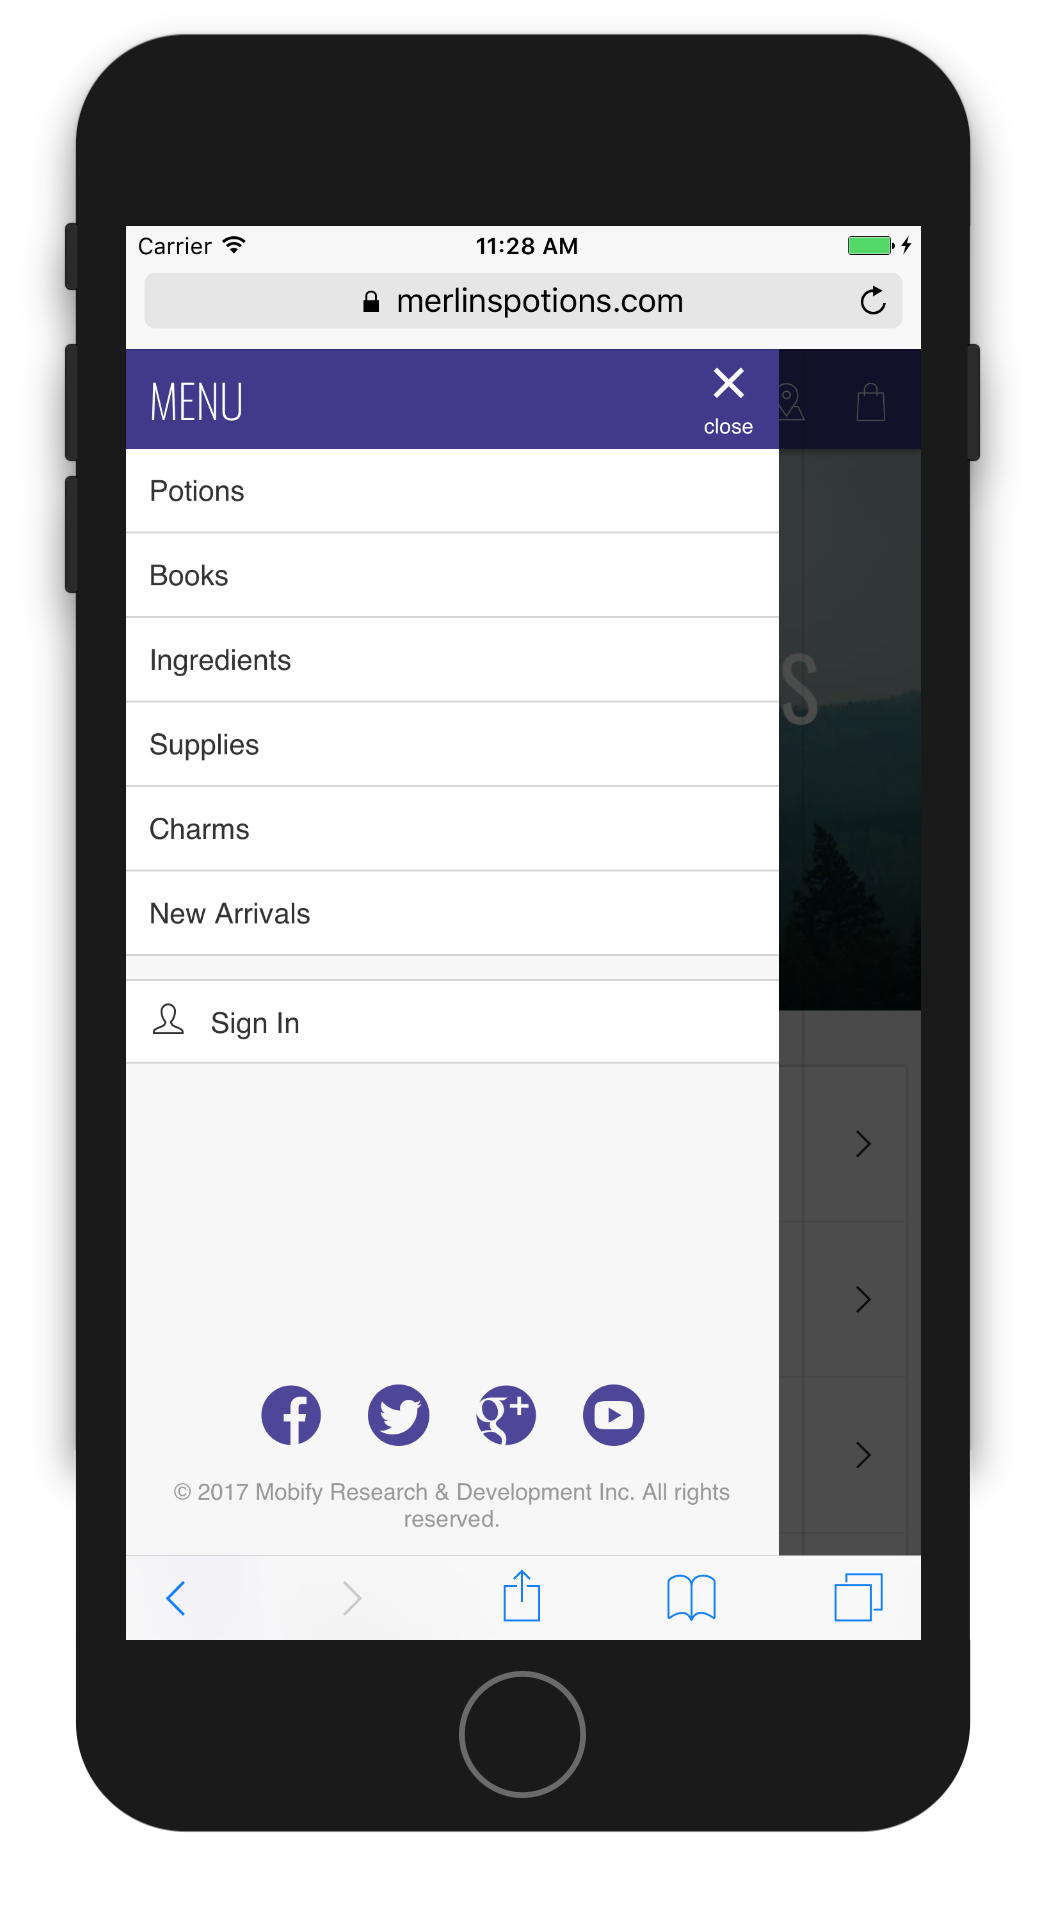 Carrier 11:28 AM
merlinspotions.com
MENU
close
Potions
Books
Ingredients
Supplies
Charms
New Arrivals
Sign In
© 2017 Mobify Research & Development Inc. All rights
reserved.